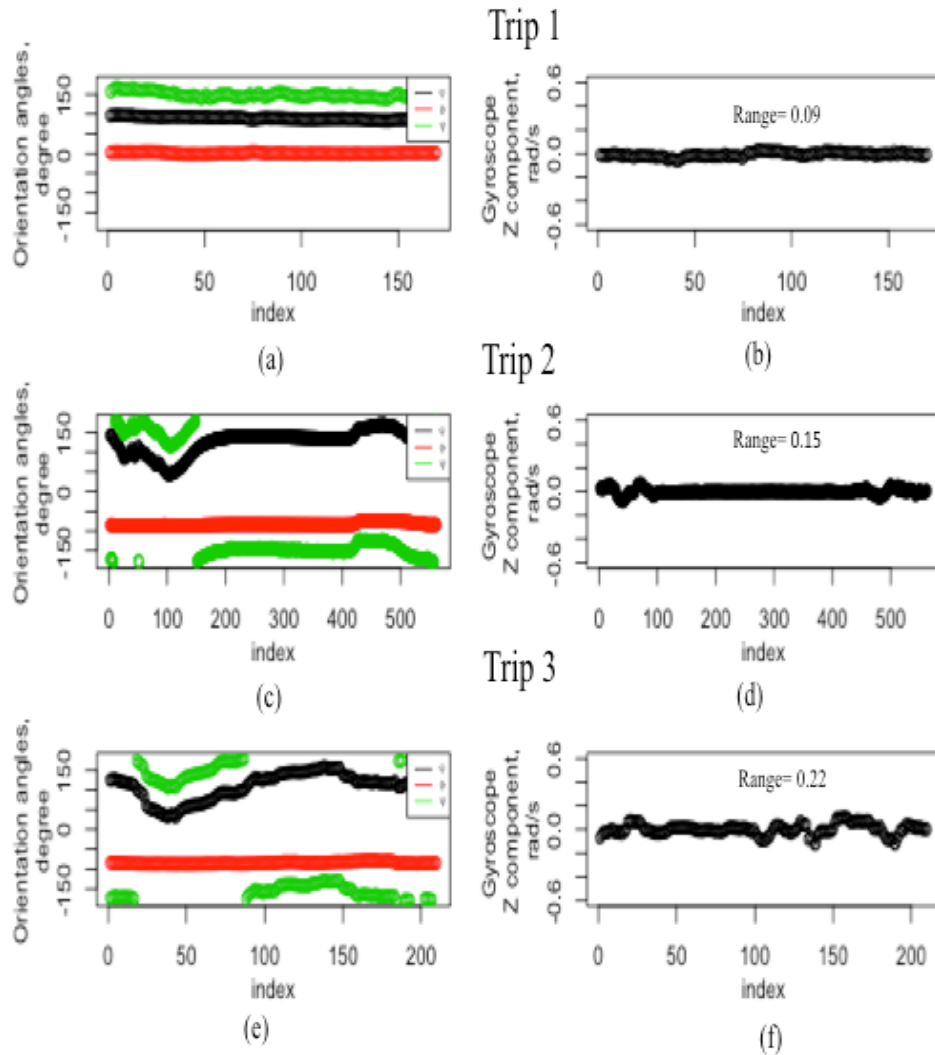 Trip 1
Orientation angles,
degree
-150 0 150
0 50 100 150
index
(a)
Gyroscope
Z component,
rad/s
-0.6 0.0 0.6
Range= 0.09
0 50 100 150
index
(b)
Trip 2
Orientation angles,
degree
-150 0 150
0 100 200 300 400 500
index
(c)
Gyroscope
Z component,
rad/s
-0.6 0.0 0.6
Range= 0.15
0 100 200 300 400 500
index
(d)
Trip 3
Orientation angles,
degree
-150 0 150
0 50 100 150 200
index
(e)
Gyroscope
Z component,
rad/s
-0.6 0.0 0.6
Range= 0.22
0 50 100 150 200
index
(f)